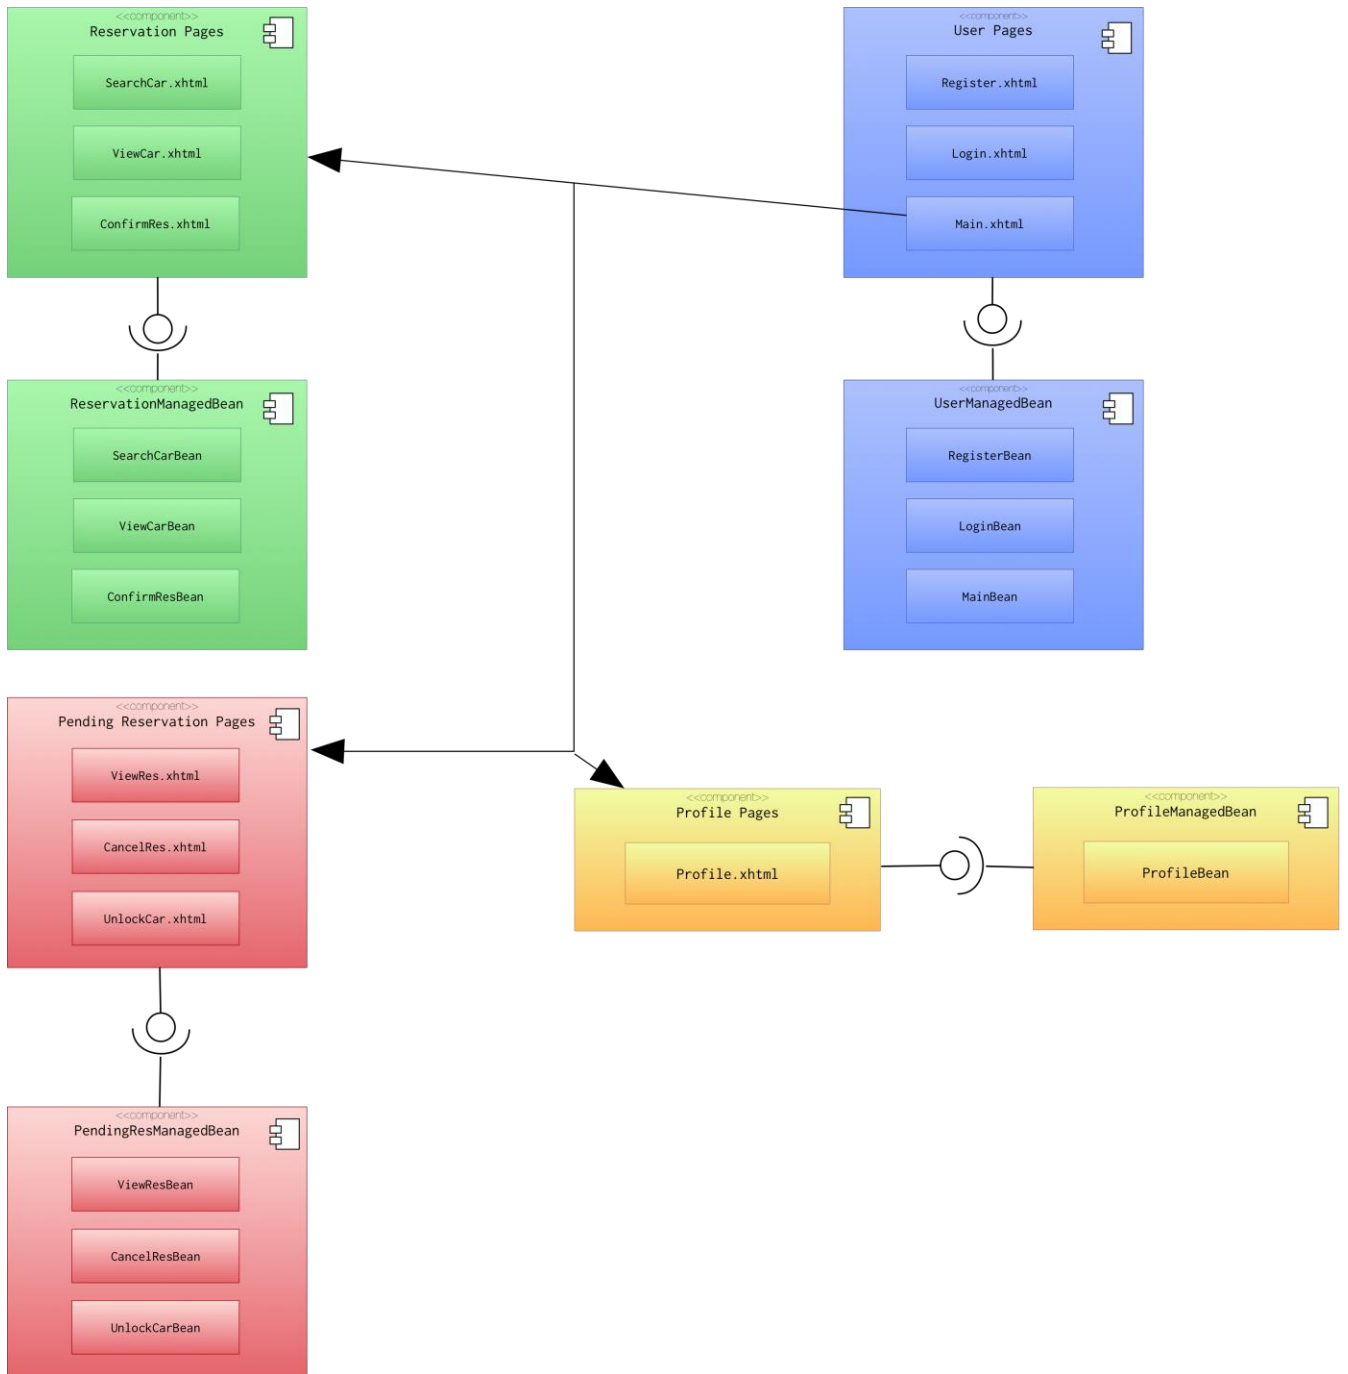 <<component>>
Reservation Pages
SearchCar.xhtml
ViewCar.xhtml
ConfirmRes.xhtml
<<component>>
User Pages
Register.xhtml
Login.xhtml
Main.xhtml
<<component>>
ReservationManagedBean
SearchCarBean
ViewCarBean
ConfirmResBean
<<component>>
UserManagedBean
RegisterBean
LoginBean
MainBean
<<component>>
Pending Reservation Pages
ViewRes.xhtml
CancelRes.xhtml
UnlockCar.xhtml
<<component>>
Profile Pages
Profile.xhtml
<<component>>
ProfileManagedBean
ProfileBean
<<component>>
PendingResManagedBean
ViewResBean
CancelResBean
UnlockCarBean